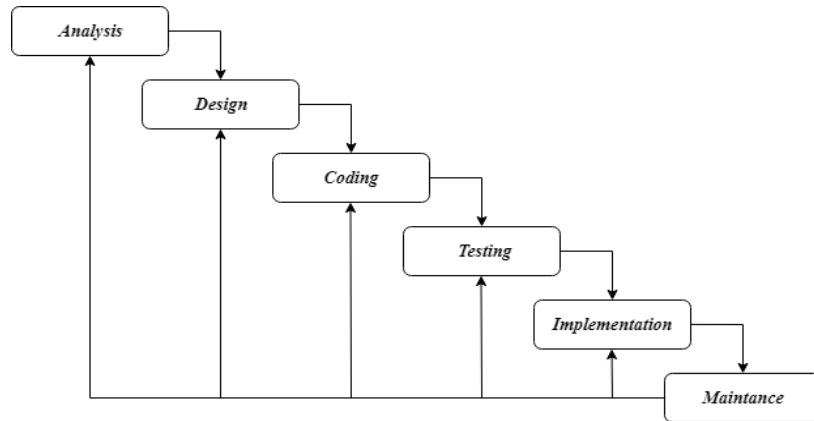 Analysis
Design
Coding
Testing
Implementation
Maintance